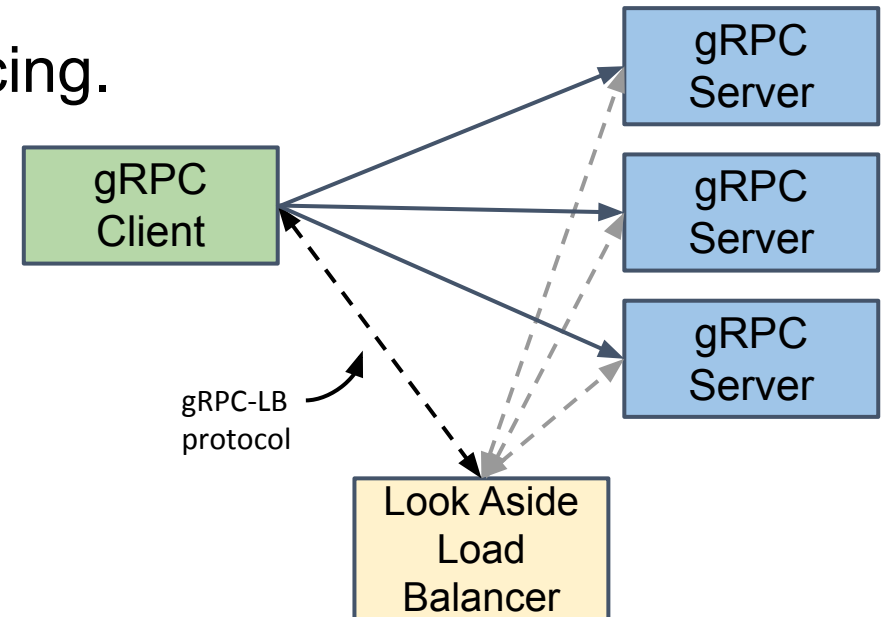 cing.
gRPC
Server
gRPC
Client
gRPC
Server
gRPC
Server
gRPC-LB
protocol
Look Aside
Load
Balancer